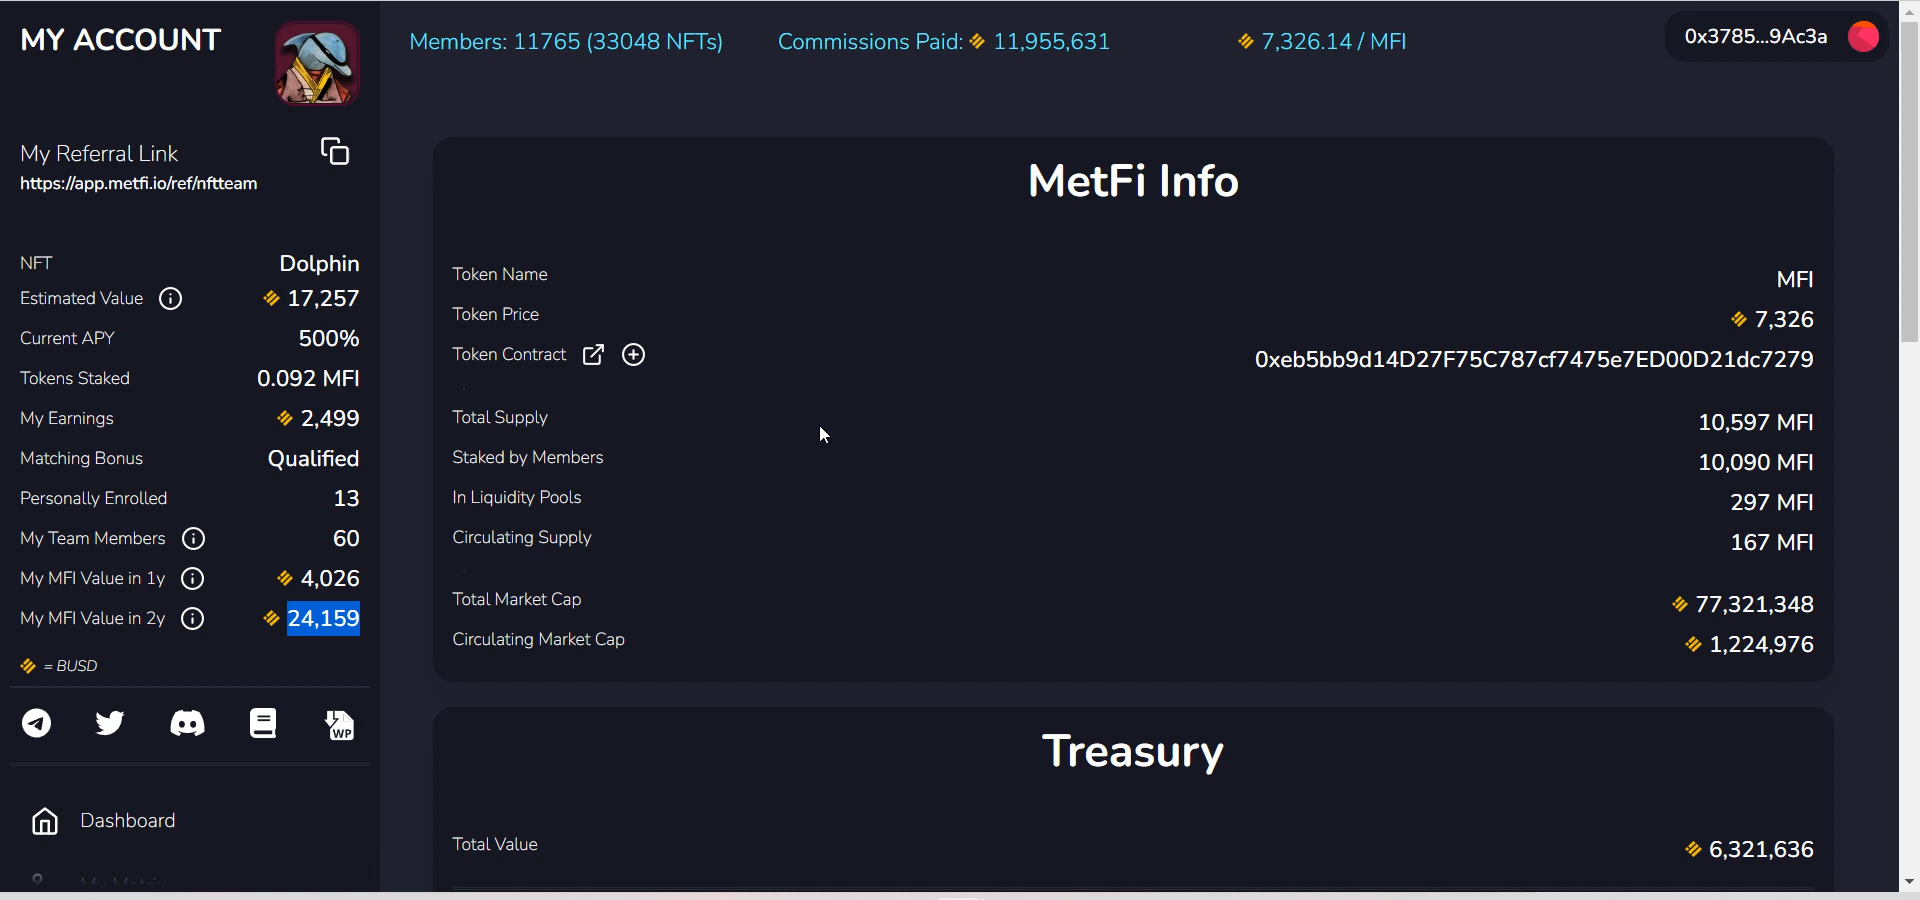 MY ACCOUNT
Members: 11765 (33048 NFTs)
Commissions Paid: 11,955,631
7,326.14 / MFI
0x3785...9Ac3a
My Referral Link
https://app.metfi.io/ref/nftteam
NFT Dolphin
Estimated Value 17,257
Current APY 500%
Tokens Staked 0.092 MFI
My Earnings 2,499
Matching Bonus Qualified
Personally Enrolled 13
My Team Members 60
My MFI Value in 1y 4,026
My MFI Value in 2y 24,159
= BUSD
WP
Dashboard
My Matrix
MetFi Info
Token Name MFI
Token Price 7,326
Token Contract 0xeb5bb9d14D27F75C787cf7475e7ED00D21dc7279
Total Supply 10,597 MFI
Staked by Members 10,090 MFI
In Liquidity Pools 297 MFI
Circulating Supply 167 MFI
Total Market Cap 77,321,348
Circulating Market Cap 1,224,976
Treasury
Total Value 6,321,636